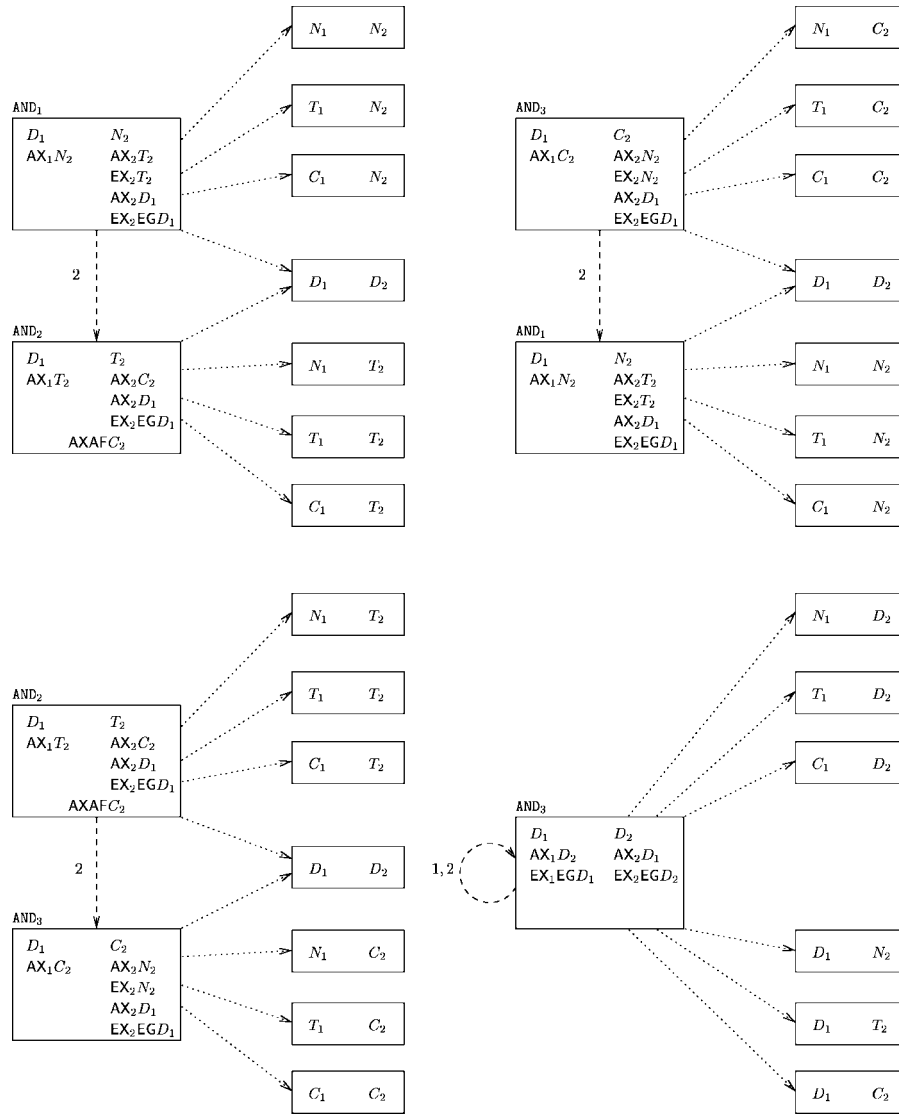 N₁ N₂
AND₁
T₁ N₂
D₁ N₂
AX₁N₂ AX₂T₂
EX₂T₂
C₁ N₂
AX₂D₁
EX₂EGD₁
2
D₁ D₂
AND₂
D₁ T₂
AX₁T₂ AX₂C₂
AX₂D₁
EX₂EGD₁
AXAFC₂
N₁ T₂
T₁ T₂
C₁ T₂
N₁ C₂
AND₃
T₁ C₂
D₁ C₂
AX₁C₂ AX₂N₂
EX₂N₂
C₁ C₂
AX₂D₁
EX₂EGD₁
2
D₁ D₂
AND₁
D₁ N₂
AX₁N₂ AX₂T₂
EX₂T₂
AX₂D₁
EX₂EGD₁
N₁ N₂
T₁ N₂
C₁ N₂
N₁ T₂
AND₂
T₁ T₂
D₁ T₂
AX₁T₂ AX₂C₂
AX₂D₁
C₁ T₂
EX₂EGD₁
AXAFC₂
2
D₁ D₂
AND₃
D₁ C₂
AX₁C₂ AX₂N₂
EX₂N₂
AX₂D₁
EX₂EGD₁
N₁ C₂
T₁ C₂
C₁ C₂
N₁ D₂
T₁ D₂
C₁ D₂
AND₃
D₁ D₂
AX₁D₂ AX₂D₁
EX₁EGD₁ EX₂EGD₂
1, 2
D₁ N₂
D₁ T₂
D₁ C₂